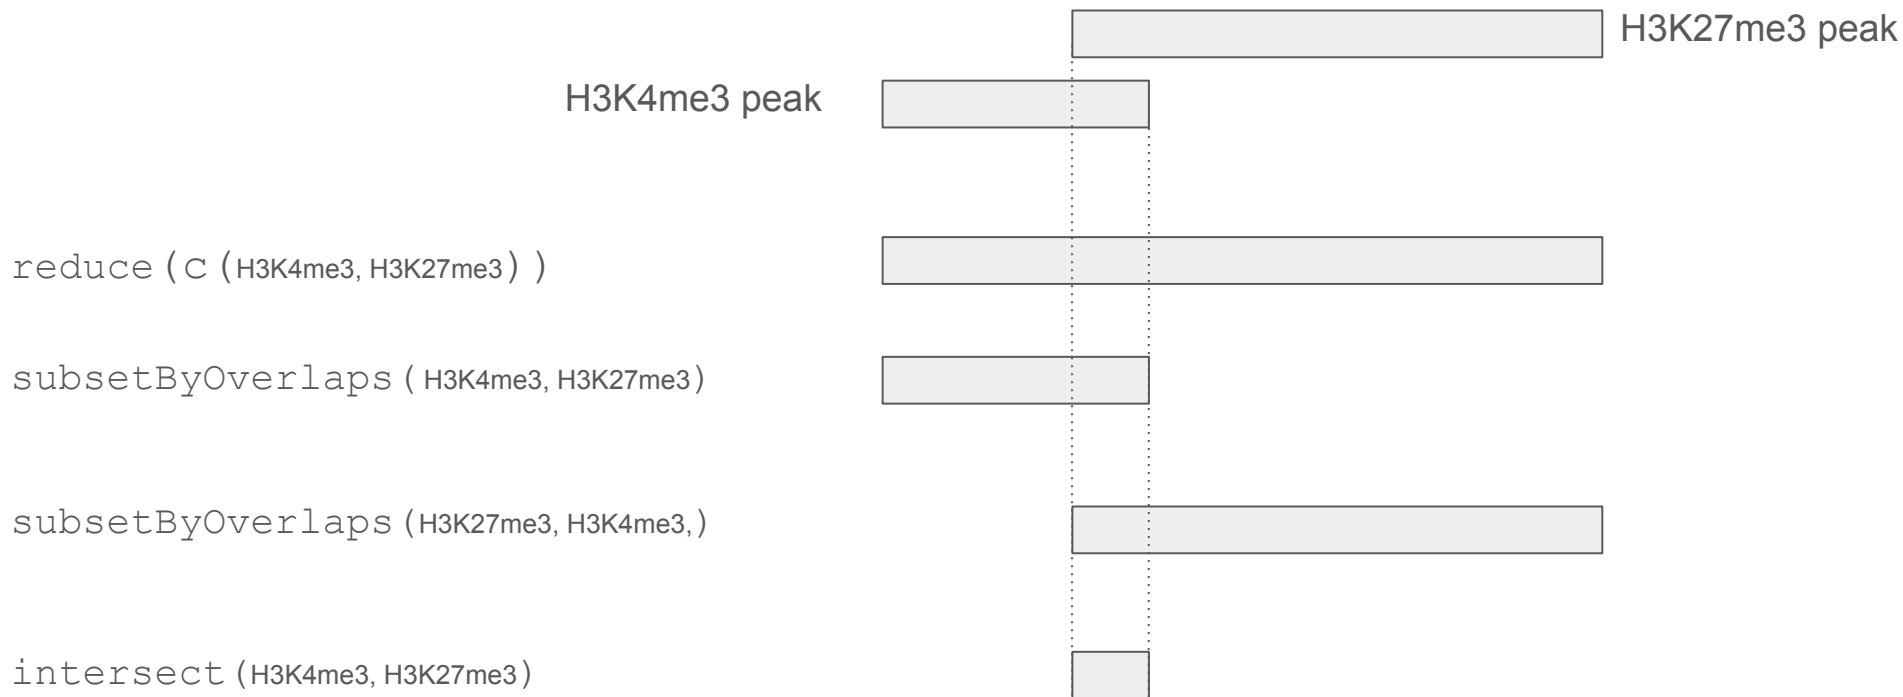 H3K27me3 peak
H3K4me3 peak
reduce(c(H3K4me3, H3K27me3))
subsetByOverlaps(H3K4me3, H3K27me3)
subsetByOverlaps(H3K27me3, H3K4me3,)
intersect(H3K4me3, H3K27me3)